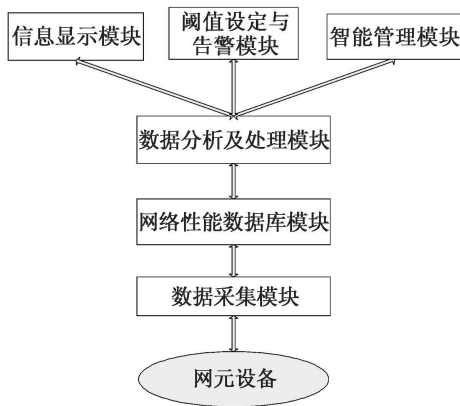 信息显示模块
阈值设定与
告警模块
智能管理模块
数据分析及处理模块
网络性能数据库模块
数据采集模块
网元设备